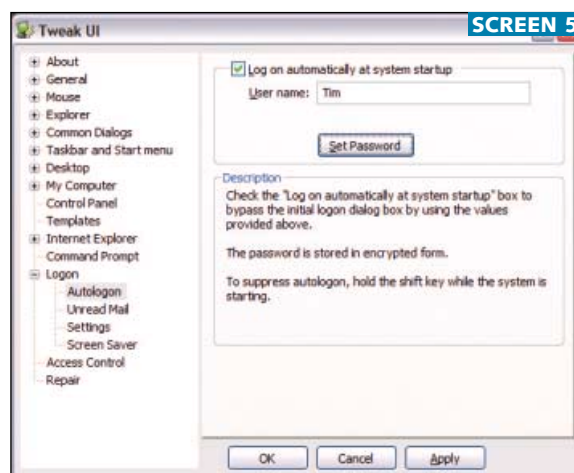 Tweak UI
SCREEN 5
About
General
Mouse
Explorer
Common Dialogs
Taskbar and Start menu
Desktop
My Computer
Control Panel
Templates
Internet Explorer
Command Prompt
Logon
Autologon
Unread Mail
Settings
Screen Saver
Access Control
Repair
Log on automatically at system startup
User name: Tim
Set Password
Description
Check the "Log on automatically at system startup" box to
bypass the initial logon dialog box by using the values
provided above.
The password is stored in encrypted form.
To suppress autologon, hold the shift key while the system is
starting.
OK
Cancel
Apply